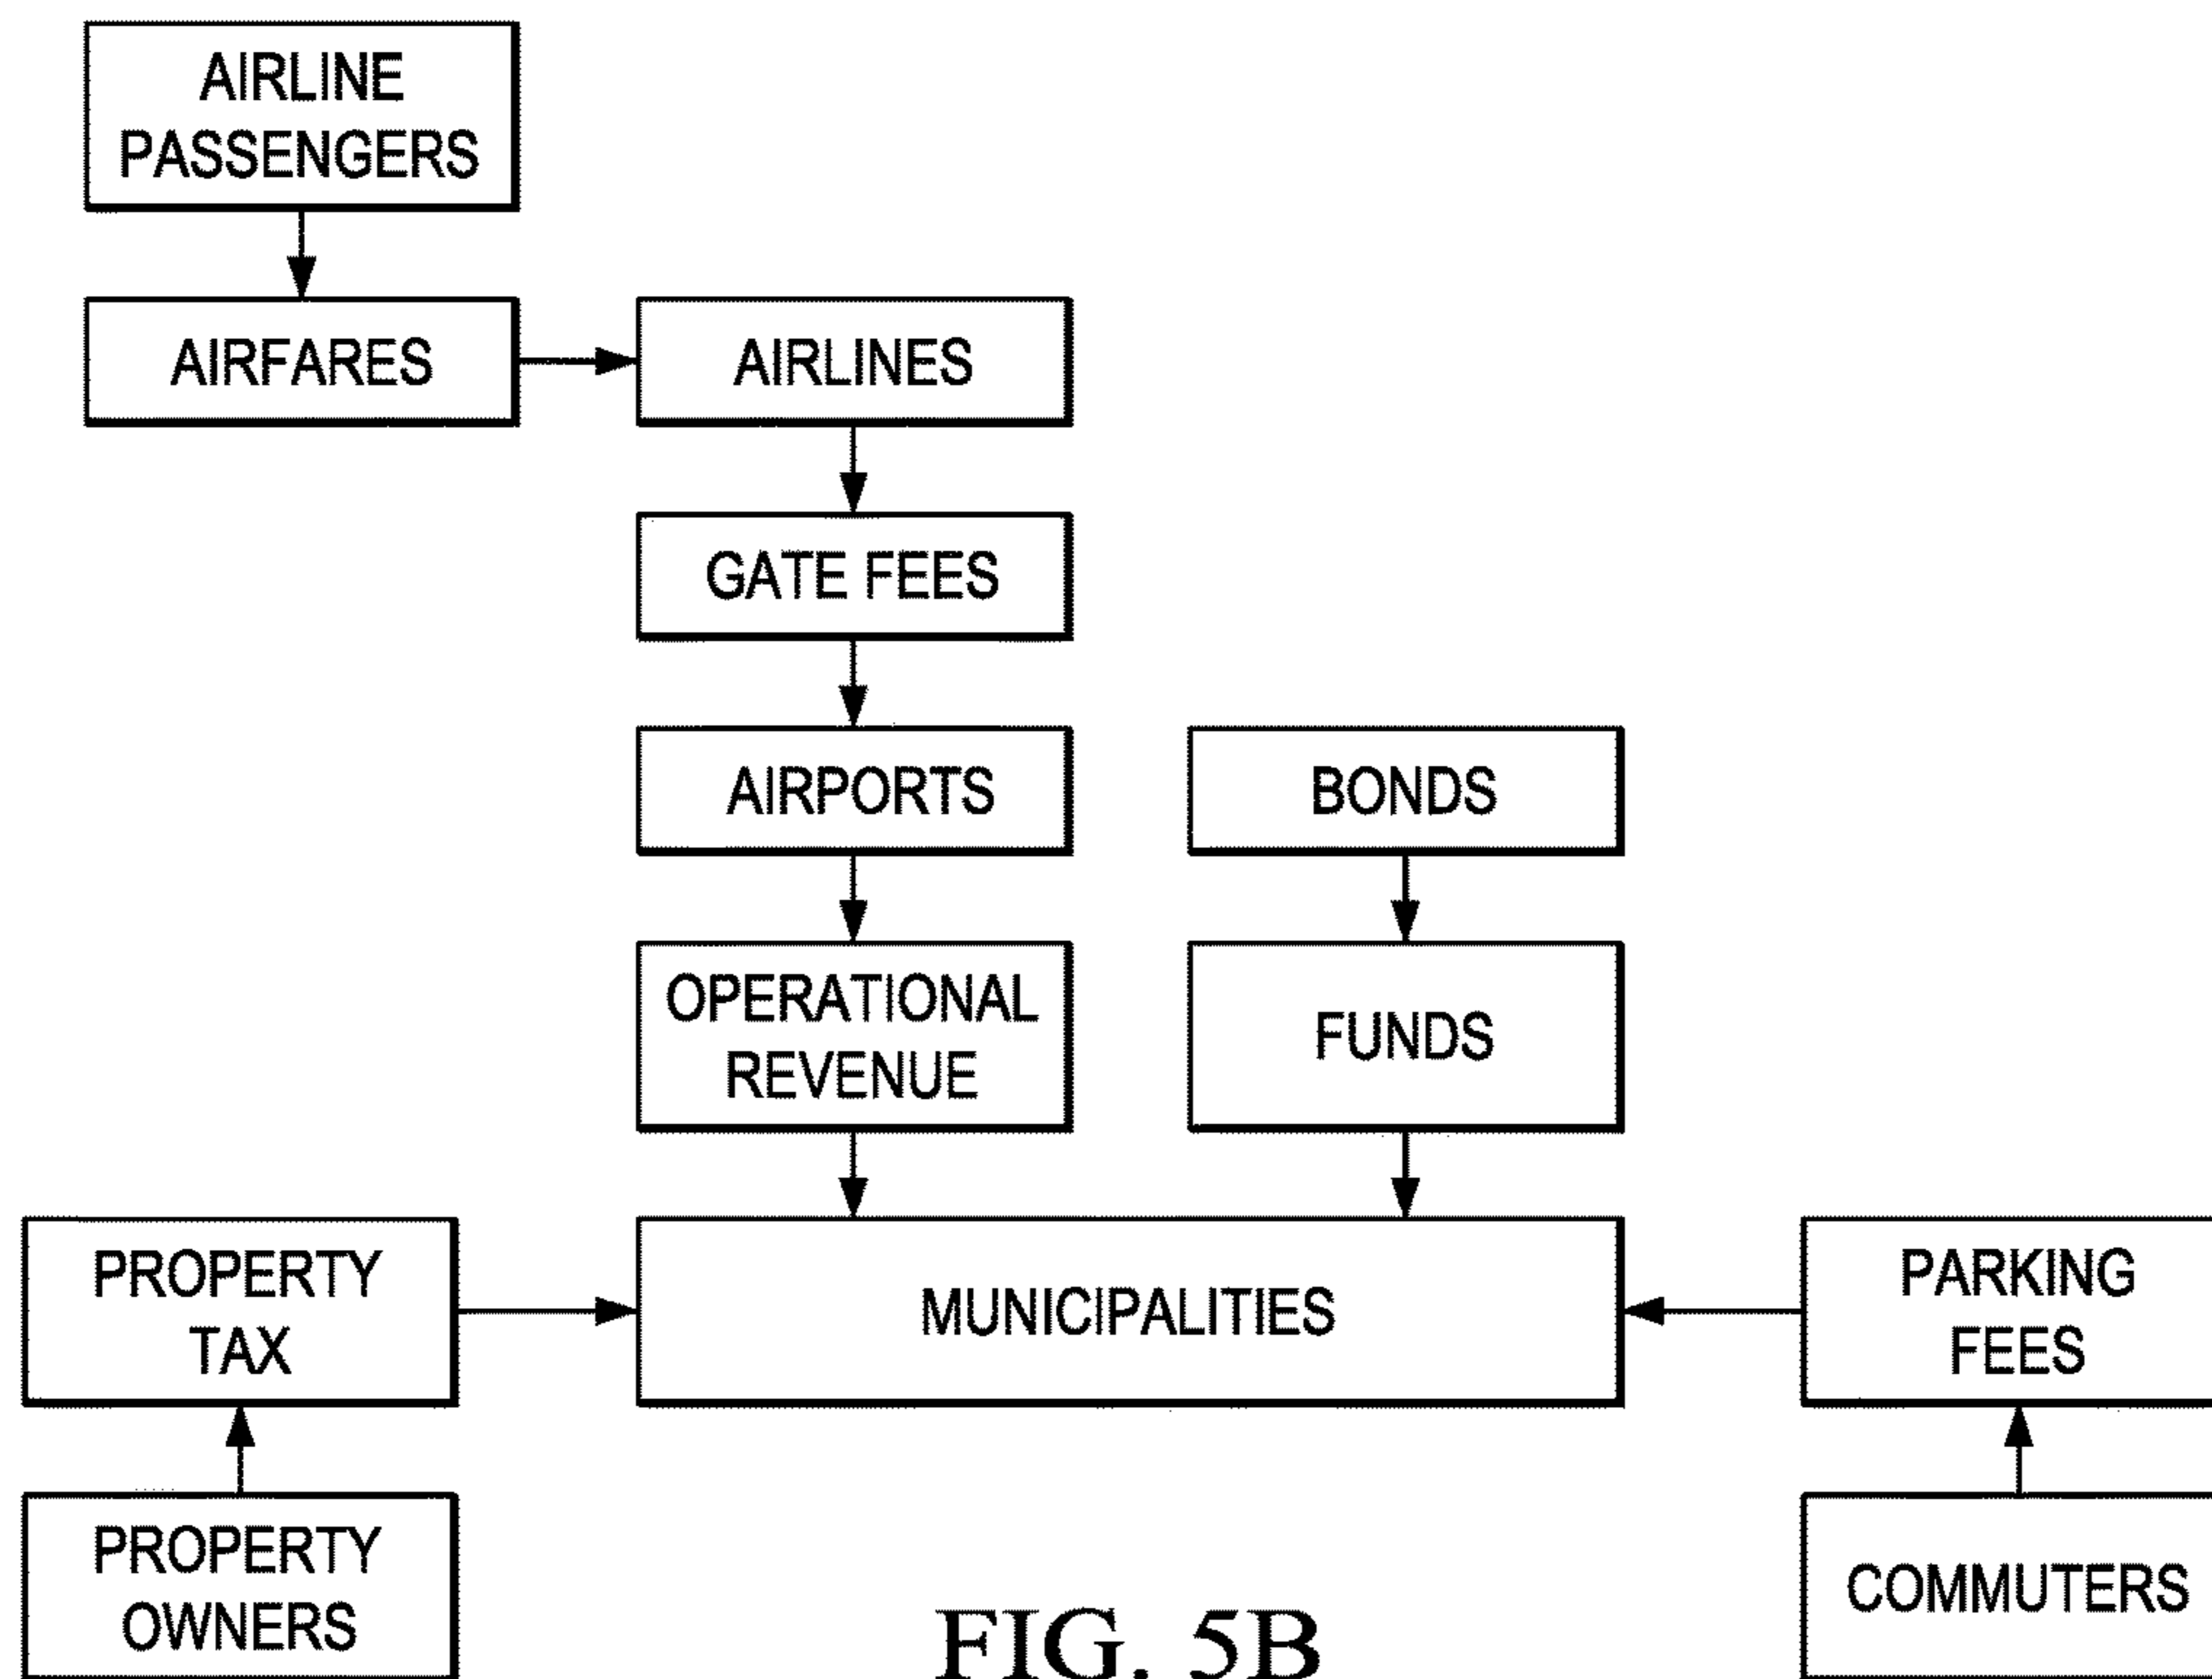 AIRLINE
PASSENGERS
AIRFARES
AIRLINES
GATE FEES
AIRPORTS
BONDS
OPERATIONAL
REVENUE
FUNDS
PROPERTY
TAX
MUNICIPALITIES
PARKING
FEES
PROPERTY
OWNERS
COMMUTERS
FIG. 5B